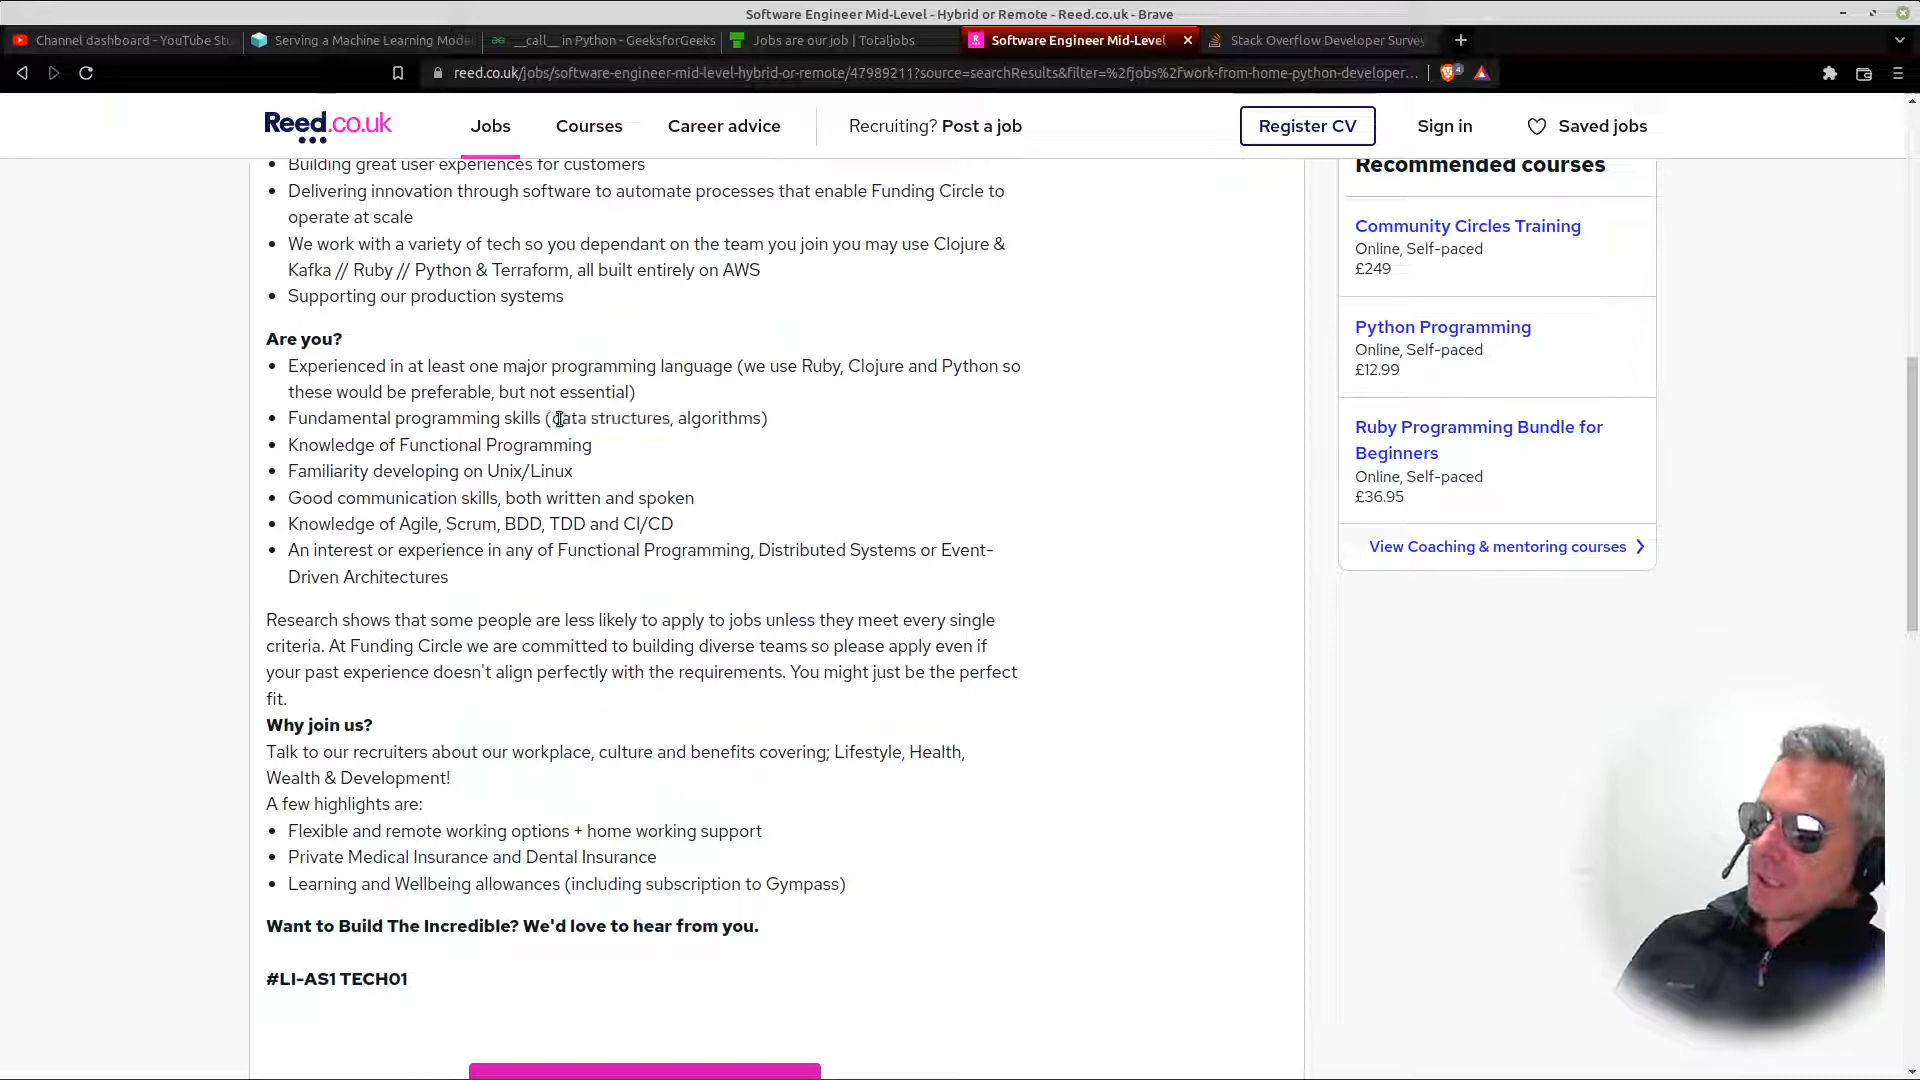 Software Engineer Mid-Level - Hybrid or Remote - Reed.co.uk - Brave
Channel dashboard - YouTube Stu
Serving a Machine Learning Mode
__call__ in Python - GeeksforGeeks
Jobs are our job | Totaljobs
Software Engineer Mid-Level
Stack Overflow Developer Survey
reed.co.uk/jobs/software-engineer-mid-level-hybrid-or-remote/47989211?source=searchResults&filter=%2fjobs%2fwork-from-home-python-developer...
4
Reed.co.uk
Jobs
Courses
Career advice
Recruiting? Post a job
Register CV
Sign in
Saved jobs
Building great user experiences for customers
Delivering innovation through software to automate processes that enable Funding Circle to
operate at scale
We work with a variety of tech so you dependant on the team you join you may use Clojure &
Kafka // Ruby // Python & Terraform, all built entirely on AWS
Supporting our production systems
Are you?
Experienced in at least one major programming language (we use Ruby, Clojure and Python so
these would be preferable, but not essential)
Fundamental programming skills (data structures, algorithms)
Knowledge of Functional Programming
Familiarity developing on Unix/Linux
Good communication skills, both written and spoken
Knowledge of Agile, Scrum, BDD, TDD and CI/CD
An interest or experience in any of Functional Programming, Distributed Systems or Event-
Driven Architectures
Research shows that some people are less likely to apply to jobs unless they meet every single
criteria. At Funding Circle we are committed to building diverse teams so please apply even if
your past experience doesn't align perfectly with the requirements. You might just be the perfect
fit.
Why join us?
Talk to our recruiters about our workplace, culture and benefits covering; Lifestyle, Health,
Wealth & Development!
A few highlights are:
Flexible and remote working options + home working support
Private Medical Insurance and Dental Insurance
Learning and Wellbeing allowances (including subscription to Gympass)
Want to Build The Incredible? We'd love to hear from you.
#LI-AS1 TECH01
Recommended courses
Community Circles Training
Online, Self-paced
£249
Python Programming
Online, Self-paced
£12.99
Ruby Programming Bundle for
Beginners
Online, Self-paced
£36.95
View Coaching & mentoring courses